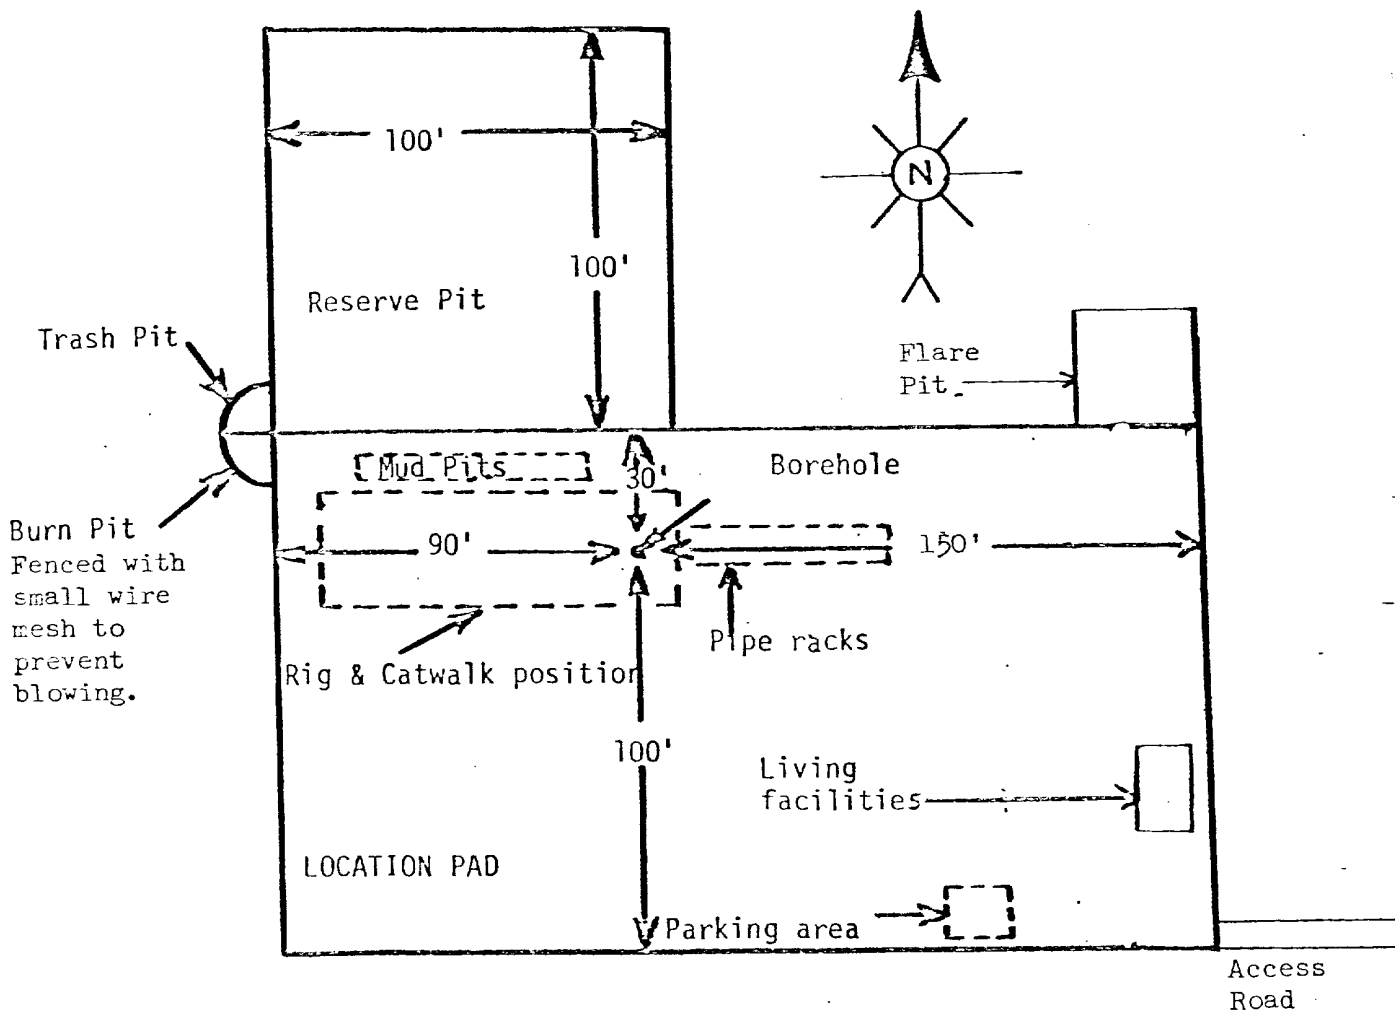 100'
N
100'
Reserve Pit
Trash Pit
Flare
Pit.
Mud Pits
30'
Borehole
Burn Pit
Fenced with
small wire
mesh to
prevent
blowing.
90'
150'
Pipe racks
Rig & Catwalk position
100'
Living
facilities
LOCATION PAD
Parking area
Access
Road